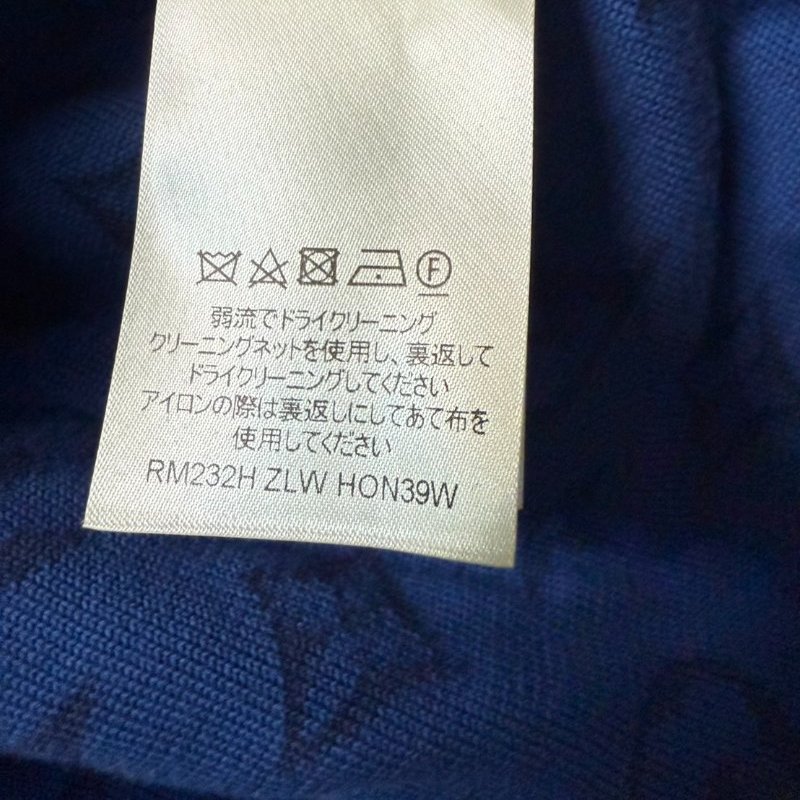 F
弱流でドライクリーニング
クリーニングネットを使用し、裏返して
ドライクリーニングしてください
アイロンの際は裏返しにしてあて布を
使用してください
RM232H ZLW HON39W